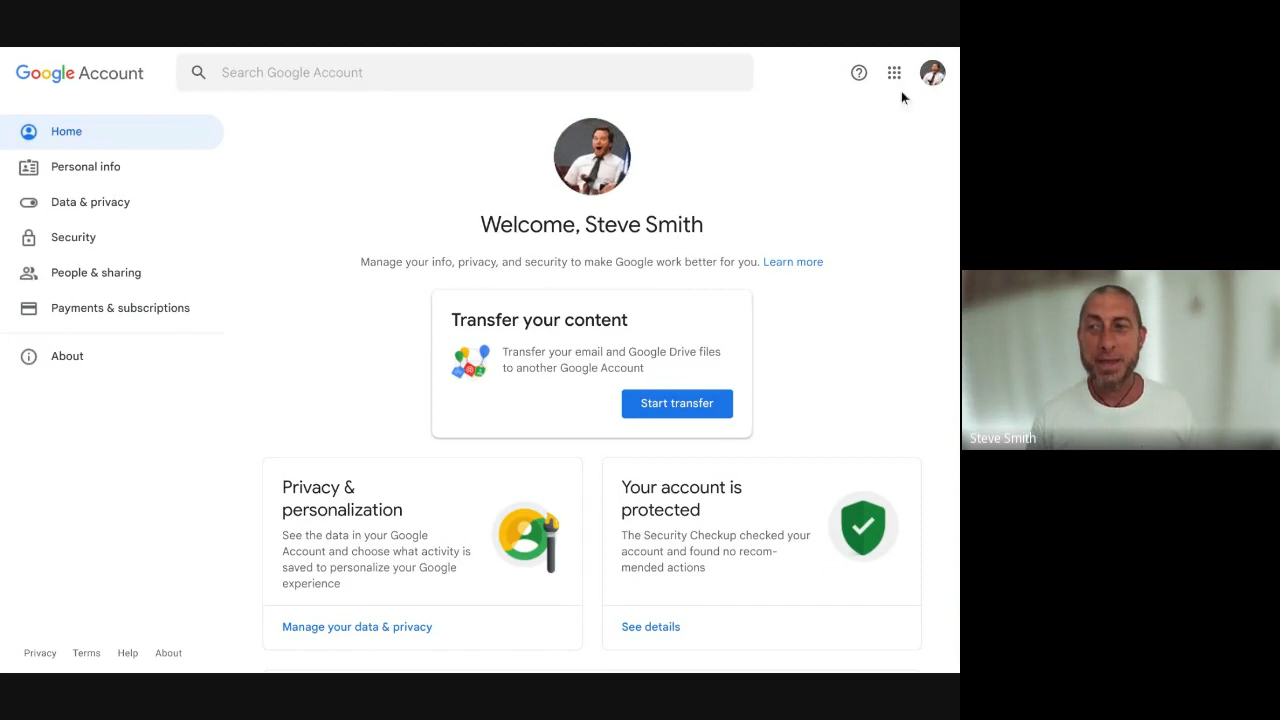 Google Account
Search Google Account
Home
Personal info
Data & privacy
Security
People & sharing
Payments & subscriptions
About
Welcome, Steve Smith
Manage your info, privacy, and security to make Google work better for you. Learn more
Transfer your content
Transfer your email and Google Drive files
to another Google Account
Start transfer
Privacy &
personalization
See the data in your Google
Account and choose what activity is
saved to personalize your Google
experience
Manage your data & privacy
Your account is
protected
The Security Checkup checked your
account and found no recom-
mended actions
See details
Privacy Terms Help About
Steve Smith